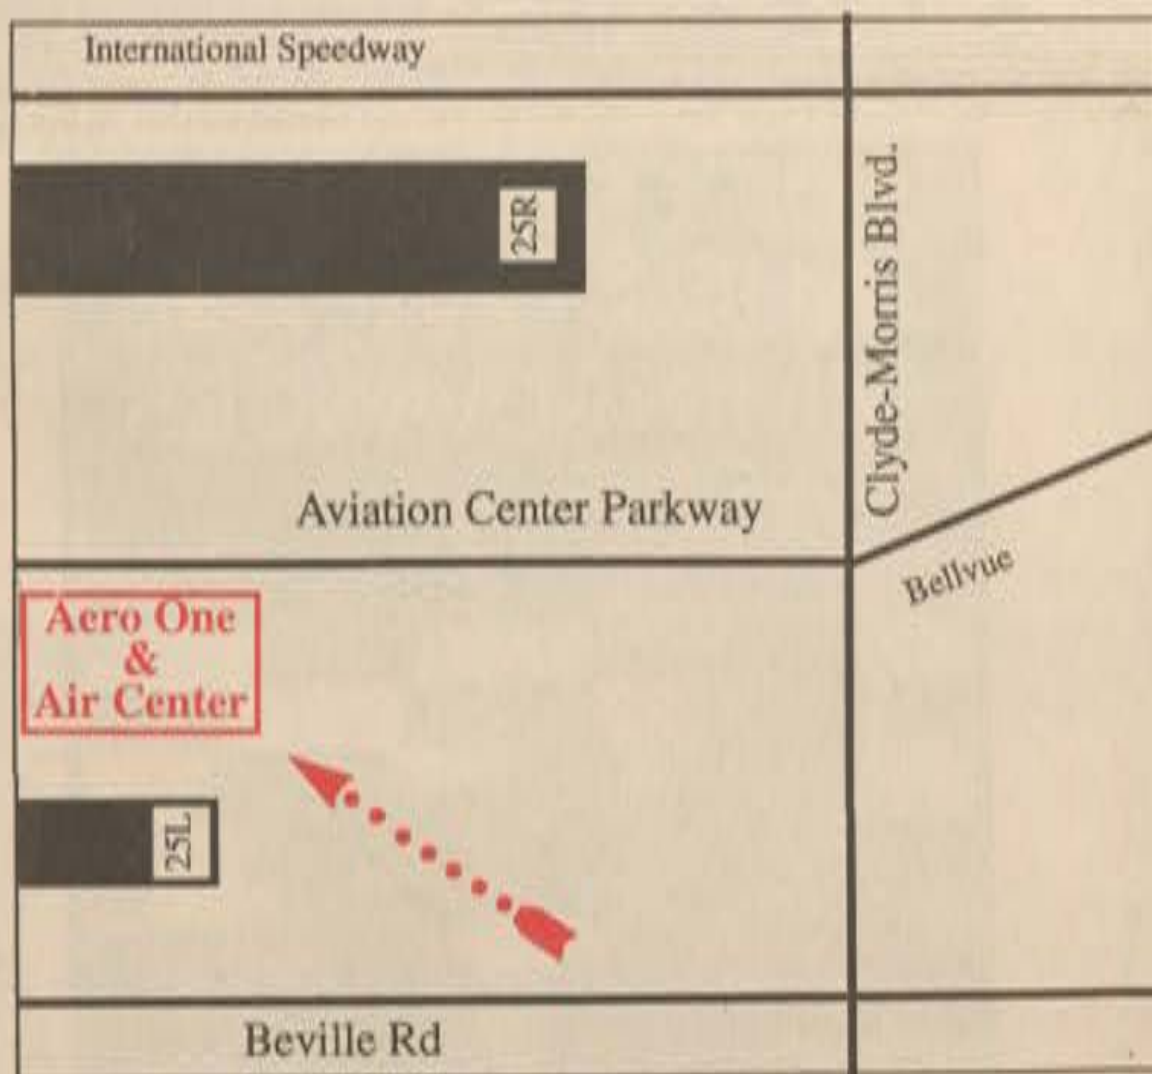 International Speedway
25R
Clyde-Morris Blvd.
Aviation Center Parkway
Bellvue
Aero One
&
Air Center
25L
Beville Rd